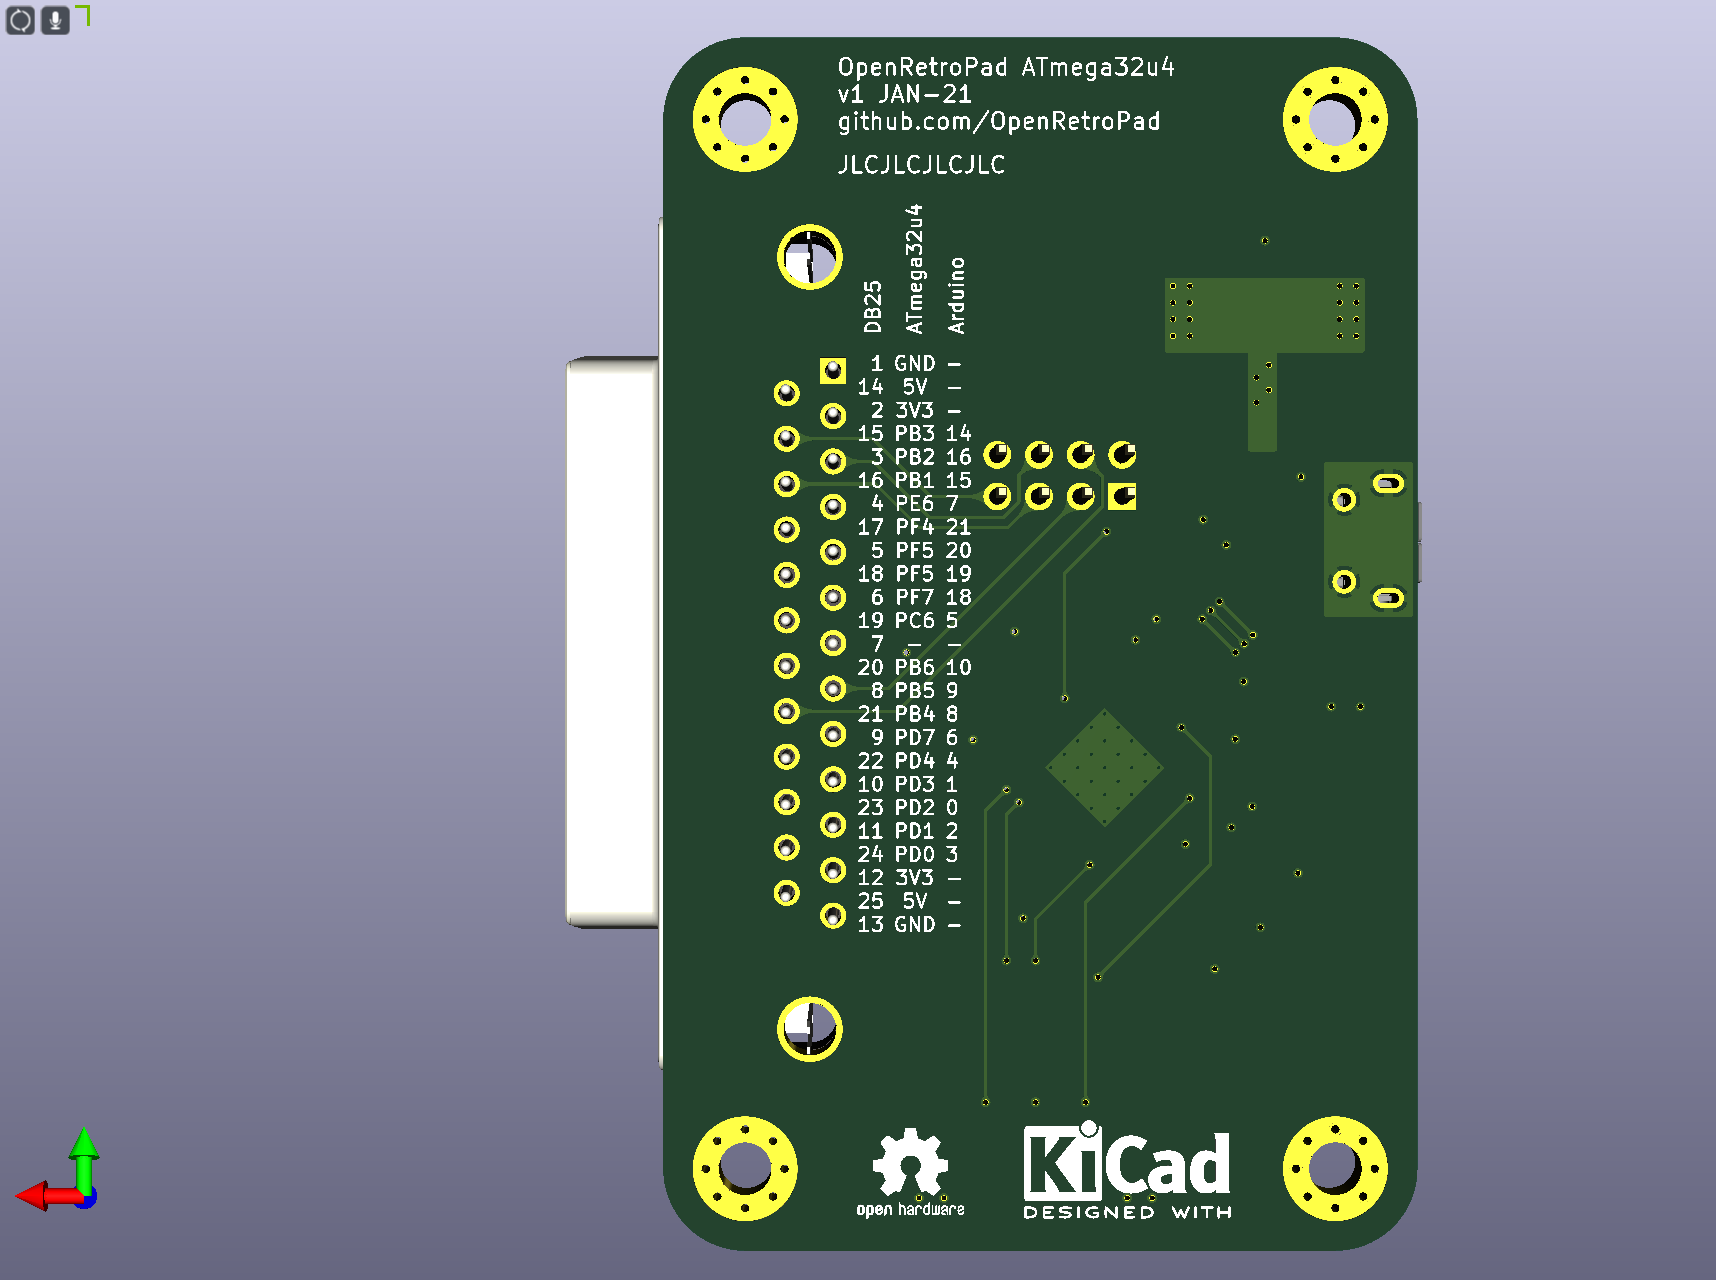 OpenRetroPad ATmega32u4
v1 JAN-21
github.com/OpenRetroPad
JLCJLCJLCJLC
DB25 ATmega32u4 Arduino
1 GND -
14 5V -
2 3V3 -
15 PB3 14
3 PB2 16
16 PB1 15
4 PE6 7
17 PF4 21
5 PF5 20
18 PF5 19
6 PF7 18
19 PC6 5
7 - -
20 PB6 10
8 PB5 9
21 PB4 8
9 PD7 6
22 PD4 4
10 PD3 1
23 PD2 0
11 PD1 2
24 PD0 3
12 3V3 -
25 5V -
13 GND -
open hardware
KiCad
DESIGNED WITH